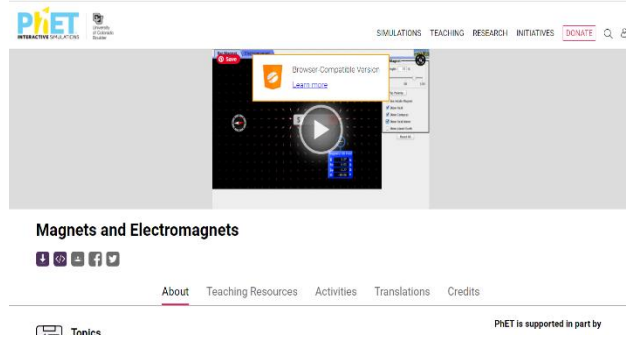 PhET
INTERACTIVE SIMULATIONS
University
of Colorado
Boulder
SIMULATIONS TEACHING RESEARCH INITIATIVES DONATE
Save
Browser-Compatible Version
Learn more
S
Magnets and Electromagnets
About Teaching Resources Activities Translations Credits
Topics
PhET is supported in part by